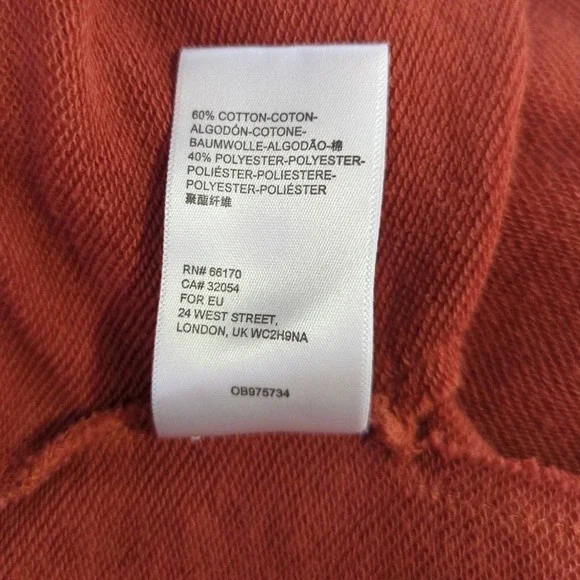 60% COTTON-COTON-
ALGODÓN-COTONE-
BAUMWOLLE-ALGODÃO-棉
40% POLYESTER-POLYESTER-
POLIÉSTER-POLIESTERE-
POLYESTER-POLIÉSTER
聚酯纤维
RN# 66170
CA# 32054
FOR EU
24 WEST STREET,
LONDON, UK WC2H9NA
OB975734